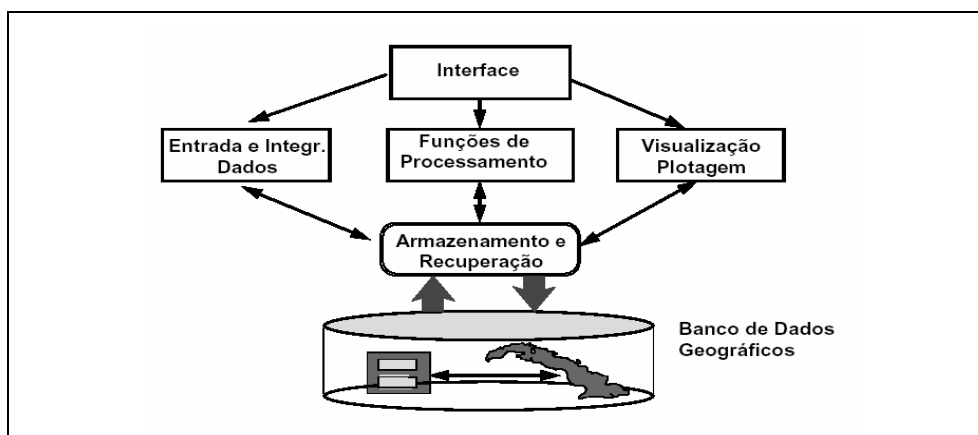 Interface
Entrada e Integr.
Dados
Funções de
Processamento
Visualização
Plotagem
Armazenamento e
Recuperação
Banco de Dados
Geográficos